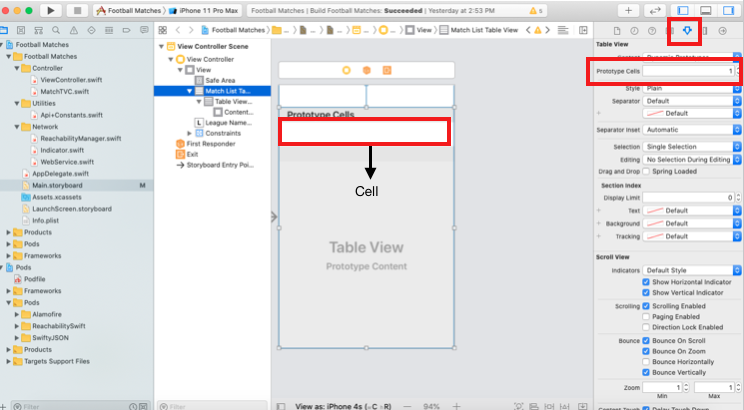 Football Matches
iPhone 11 Pro Max
Football Matches | Build Football Matches: Succeeded | Yesterday at 2:53 PM
5
Football Matches
Football Matches
Controller
ViewController.swift
MatchTVC.swift
Utilities
Api+Constants.swift
Network
ReachabilityManager.swift
Indicator.swift
WebService.swift
AppDelegate.swift
Main.storyboard
M
Assets.xcassets
LaunchScreen.storyboard
Info.plist
Products
Pods
Frameworks
Pods
Podfile
Frameworks
Pods
Alamofire
ReachabilitySwift
SwiftyJSON
Products
Targets Support Files
Filter
Football Matches
View
Match List Table View
View Controller Scene
View Controller
View
Safe Area
Match List Ta...
Table View...
Content...
L League Name...
Constraints
First Responder
Exit
Storyboard Entry Poi...
Filter
Prototype Cells
Cell
Table View
Prototype Content
View as: iPhone 4s (wC hR)
94%
Table View
Prototype Cells 1
Style Plain
Separator Default
Default
Separator Inset Automatic
Selection Single Selection
Editing No Selection During Editing
Drag and Drop Spring Loaded
Section Index
Display Limit 0
Text Default
Background Default
Tracking Default
Scroll View
Indicators Default Style
Show Horizontal Indicator
Show Vertical Indicator
Scrolling Scrolling Enabled
Paging Enabled
Direction Lock Enabled
Bounce Bounce On Scroll
Bounce On Zoom
Bounce Horizontally
Bounce Vertically
Zoom 1 1
Min Max
Content Touch Delay Touch Down